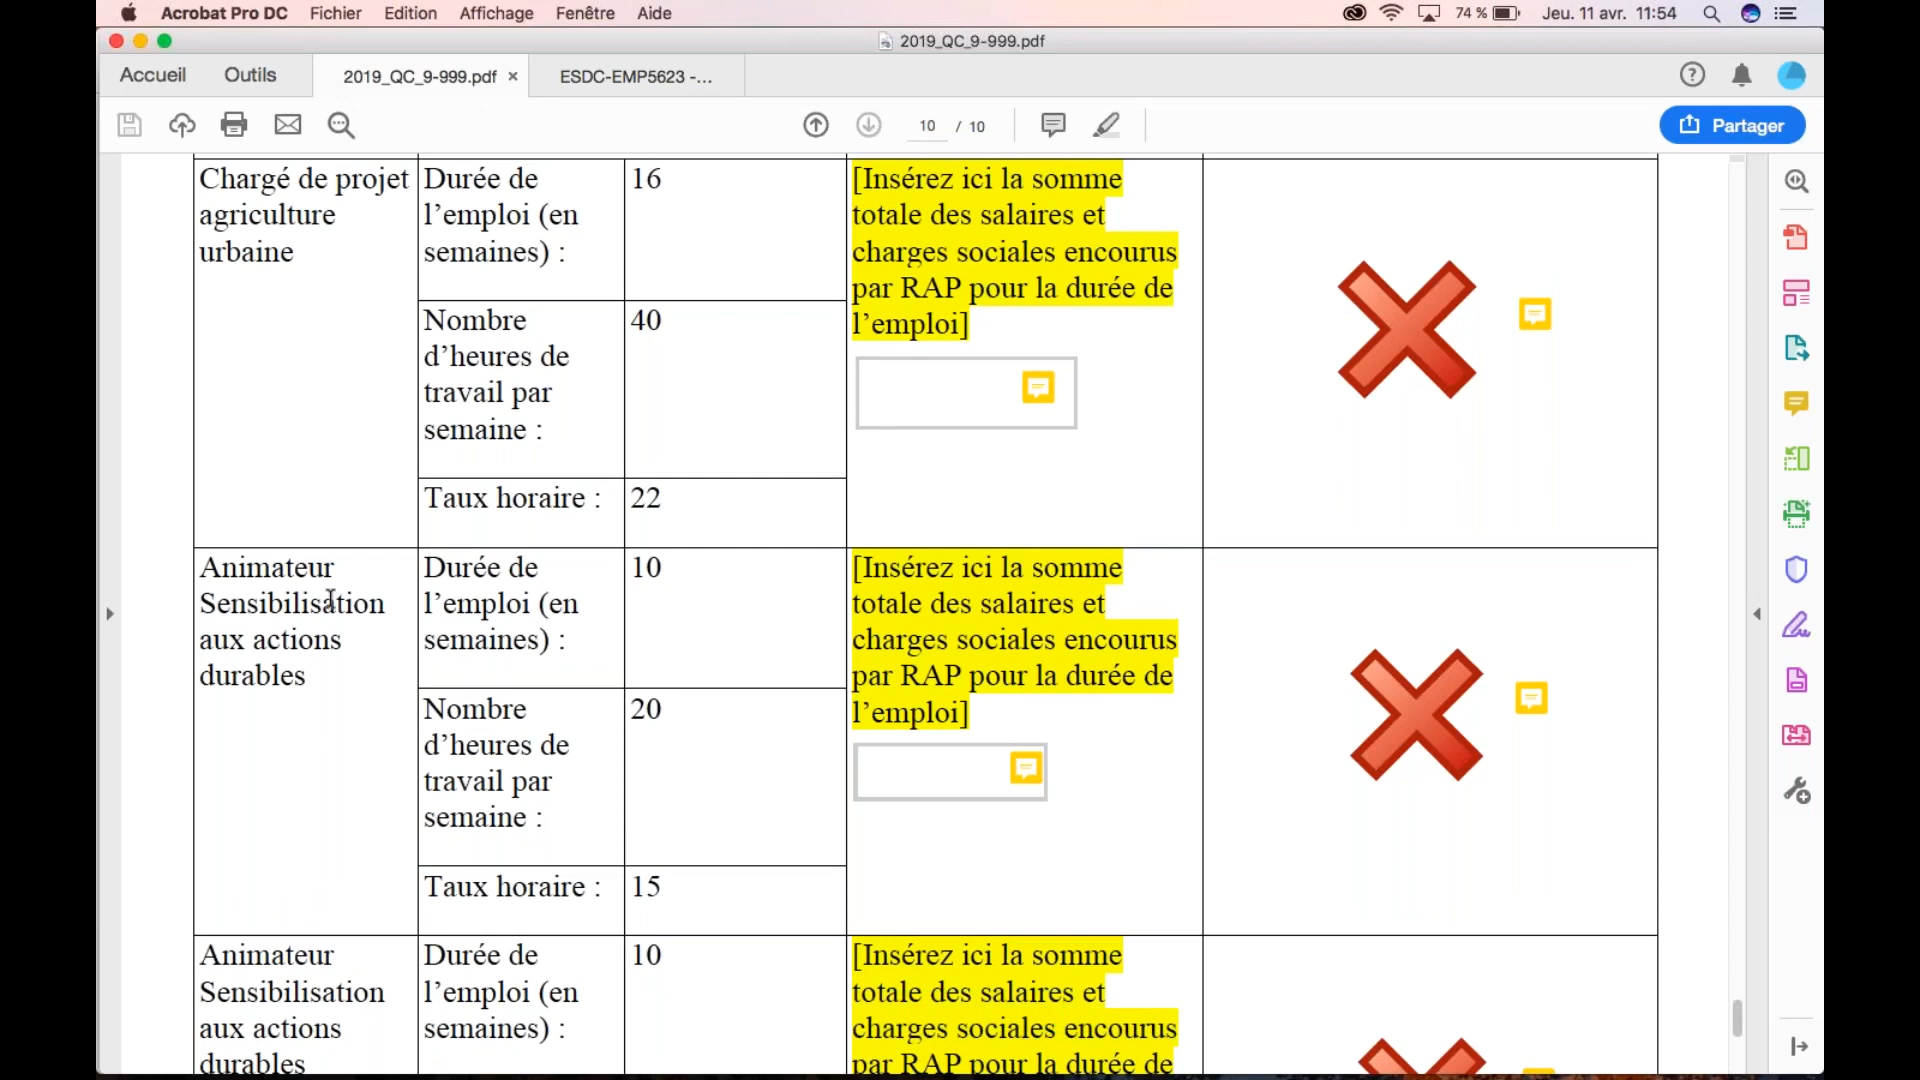 Acrobat Pro DC Fichier Edition Affichage Fenêtre Aide 74 % Jeu. 11 avr. 11:54
2019_QC_9-999.pdf
Accueil Outils 2019_QC_9-999.pdf × ESDC-EMP5623 -...
10 / 10 Partager
Chargé de projet
agriculture
urbaine
Durée de
l’emploi (en
semaines) :
16
[Insérez ici la somme
totale des salaires et
charges sociales encourus
par RAP pour la durée de
l’emploi]
Nombre
d’heures de
travail par
semaine :
40
Taux horaire :
22
Animateur
Sensibilisation
aux actions
durables
Durée de
l’emploi (en
semaines) :
10
[Insérez ici la somme
totale des salaires et
charges sociales encourus
par RAP pour la durée de
l’emploi]
Nombre
d’heures de
travail par
semaine :
20
Taux horaire :
15
Animateur
Sensibilisation
aux actions
durables
Durée de
l’emploi (en
semaines) :
10
[Insérez ici la somme
totale des salaires et
charges sociales encourus
par RAP pour la durée de